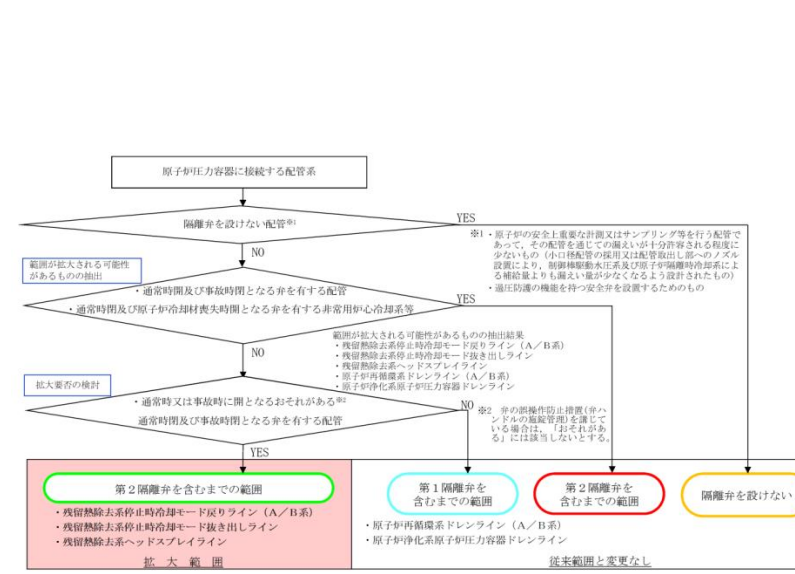 原子炉圧力容器に接続する配管系
隔離弁を設けない配管※1
YES
※1 ・原子炉の安全上重要な計測又はサンプリング等を行う配管で
あって，その配管を通じての漏えいが十分許容される程度に
少ないもの（小口径配管の採用又は配管取出し部へのノズル
設置により，制御棒駆動水圧系及び原子炉隔離時冷却系によ
る補給量よりも漏えい量が少なくなるよう設計されたもの）
・過圧防護の機能を持つ安全弁を設置するためのもの
NO
範囲が拡大される可能性
があるものの抽出
・通常時開及び事故時閉となる弁を有する配管
・通常時閉及び原子炉冷却材喪失時開となる弁を有する非常用炉心冷却系等
YES
NO
範囲が拡大される可能性があるものの抽出結果
・残留熱除去系停止時冷却モード戻りライン（A／B系）
・残留熱除去系停止時冷却モード抜き出しライン
・残留熱除去系ヘッドスプレイライン
・原子炉再循環系ドレンライン（A／B系）
・原子炉浄化系原子炉圧力容器ドレンライン
拡大要否の検討
・通常時又は事故時に開となるおそれがある※2
通常時閉及び事故時閉となる弁を有する配管
NO
※2 弁の誤操作防止措置(弁ハ
ンドルの施錠管理)を講じて
いる場合は，「おそれがあ
る」には該当しないとする。
YES
第２隔離弁を含むまでの範囲
・残留熱除去系停止時冷却モード戻りライン（A／B系）
・残留熱除去系停止時冷却モード抜き出しライン
・残留熱除去系ヘッドスプレイライン
拡 大 範 囲
第１隔離弁を
含むまでの範囲
・原子炉再循環系ドレンライン（A／B系）
・原子炉浄化系原子炉圧力容器ドレンライン
第２隔離弁を
含むまでの範囲
隔離弁を設けない
従来範囲と変更なし